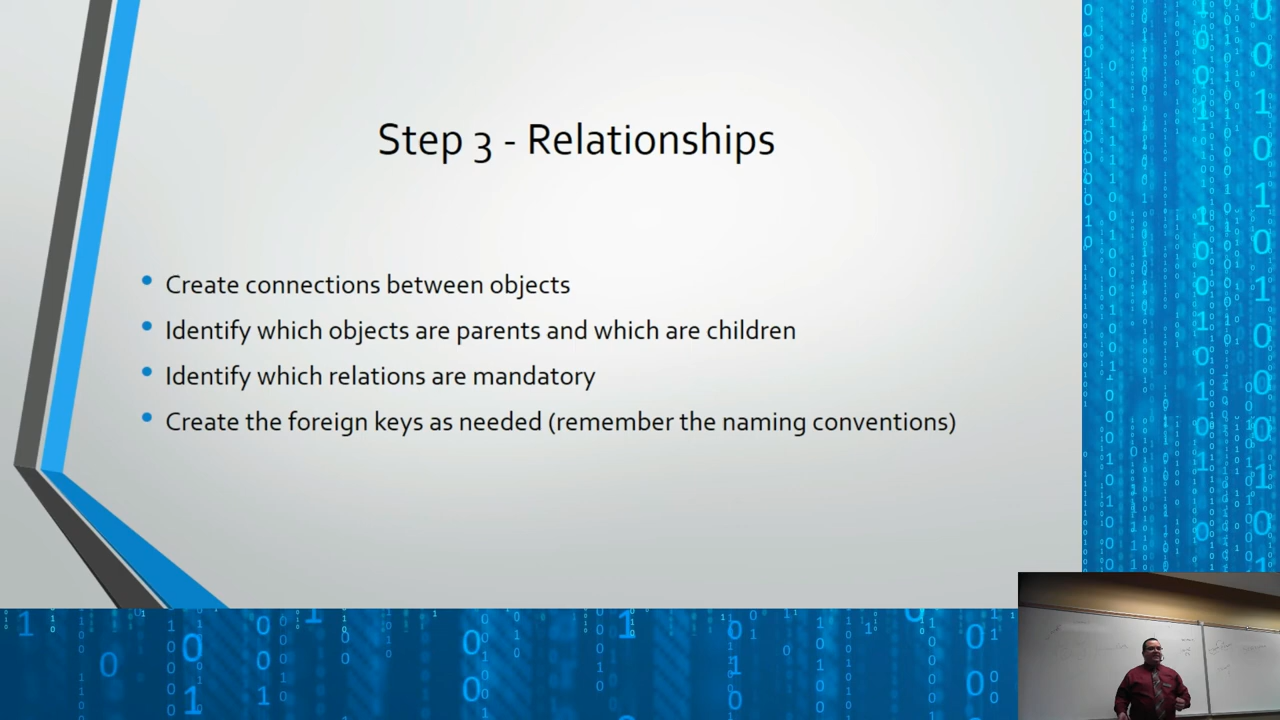 Step 3 - Relationships
• Create connections between objects
• Identify which objects are parents and which are children
• Identify which relations are mandatory
• Create the foreign keys as needed (remember the naming conventions)